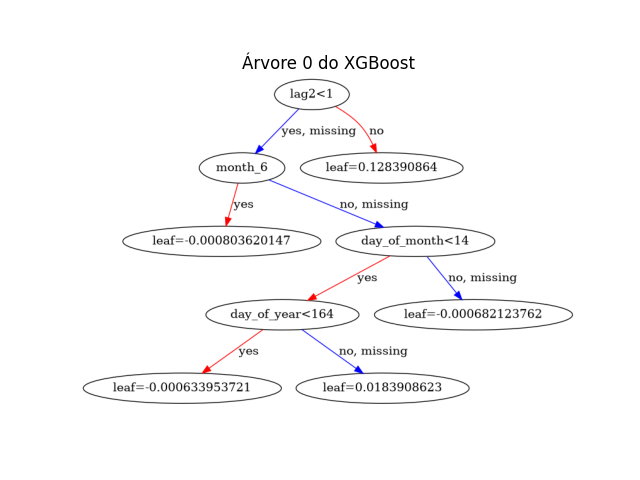 Árvore 0 do XGBoost
lag2<1
yes, missing
no
month_6
leaf=0.128390864
yes
no, missing
leaf=-0.000803620147
day_of_month<14
yes
no, missing
day_of_year<164
leaf=-0.000682123762
yes
no, missing
leaf=-0.000633953721
leaf=0.0183908623